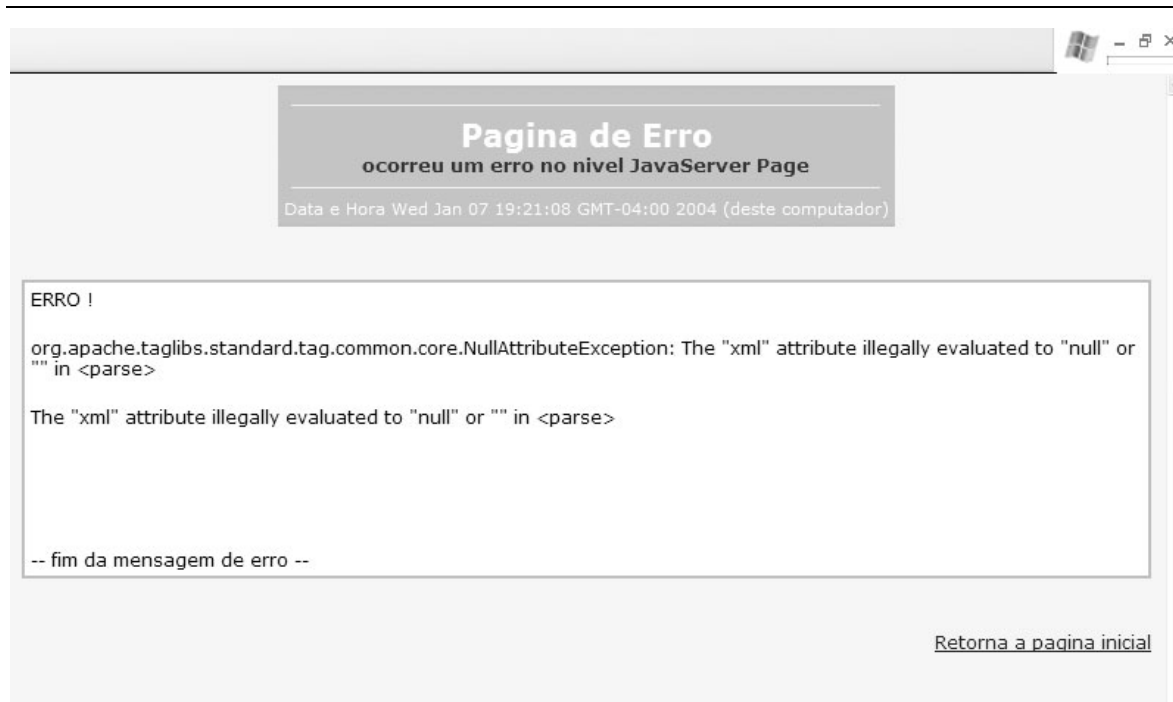 Pagina de Erro
ocorreu um erro no nivel JavaServer Page
Data e Hora Wed Jan 07 19:21:08 GMT-04:00 2004 (deste computador)
ERRO !
org.apache.taglibs.standard.tag.common.core.NullAttributeException: The "xml" attribute illegally evaluated to "null" or
"" in <parse>
The "xml" attribute illegally evaluated to "null" or "" in <parse>
-- fim da mensagem de erro --
Retorna a pagina inicial